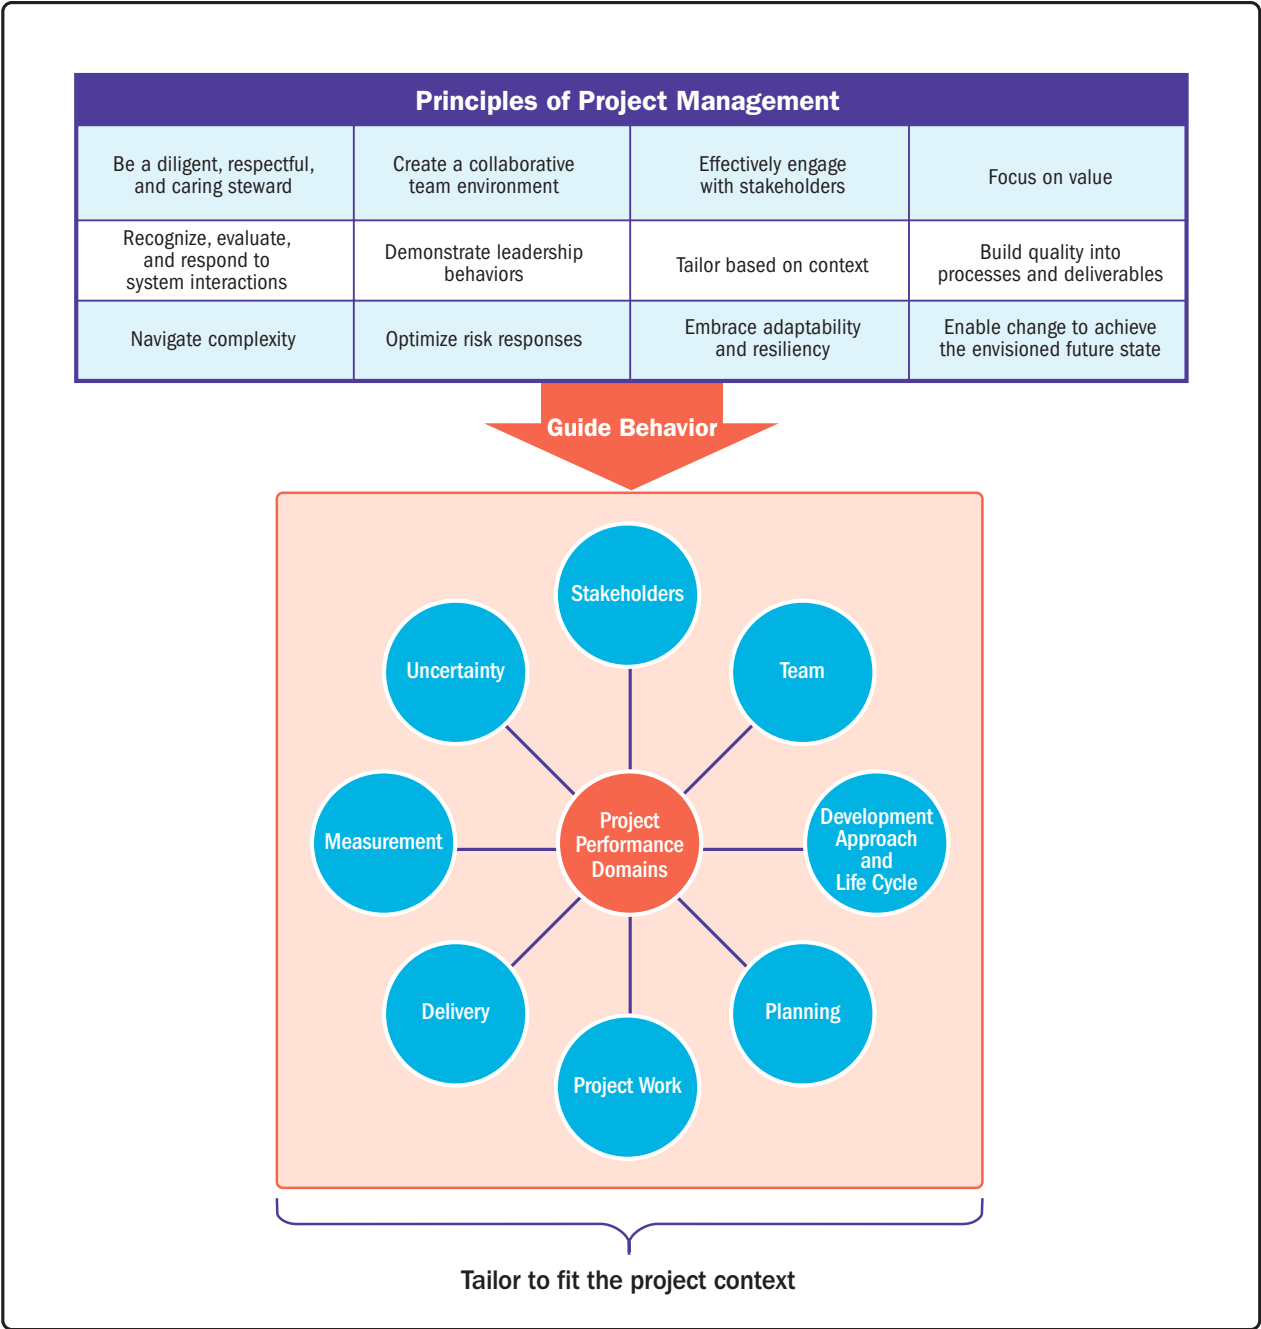 Principles of Project Management
Be a diligent, respectful,
and caring steward
Create a collaborative
team environment
Effectively engage
with stakeholders
Focus on value
Recognize, evaluate,
and respond to
system interactions
Demonstrate leadership
behaviors
Tailor based on context
Build quality into
processes and deliverables
Navigate complexity
Optimize risk responses
Embrace adaptability
and resiliency
Enable change to achieve
the envisioned future state
Guide Behavior
Stakeholders
Uncertainty
Team
Measurement
Project
Performance
Domains
Development
Approach
and
Life Cycle
Delivery
Planning
Project Work
Tailor to fit the project context